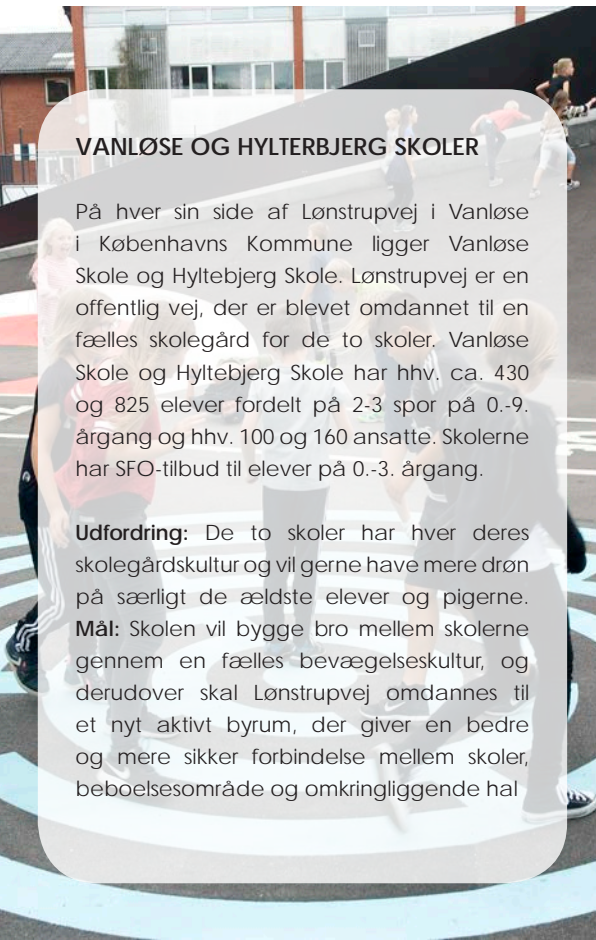 VANLØSE OG HYLTERBJERG SKOLER
På hver sin side af Lønstrupvej i Vanløse
i Københavns Kommune ligger Vanløse
Skole og Hyltebjerg Skole. Lønstrupvej er en
offentlig vej, der er blevet omdannet til en
fælles skolegård for de to skoler. Vanløse
Skole og Hyltebjerg Skole har hhv. ca. 430
og 825 elever fordelt på 2-3 spor på 0.-9.
årgang og hhv. 100 og 160 ansatte. Skolerne
har SFO-tilbud til elever på 0.-3. årgang.
Udfordring: De to skoler har hver deres
skolegårdskultur og vil gerne have mere drøn
på særligt de ældste elever og pigerne.
Mål: Skolen vil bygge bro mellem skolerne
gennem en fælles bevægelseskultur, og
derudover skal Lønstrupvej omdannes til
et nyt aktivt byrum, der giver en bedre
og mere sikker forbindelse mellem skoler,
beboelsesområde og omkringliggende hal